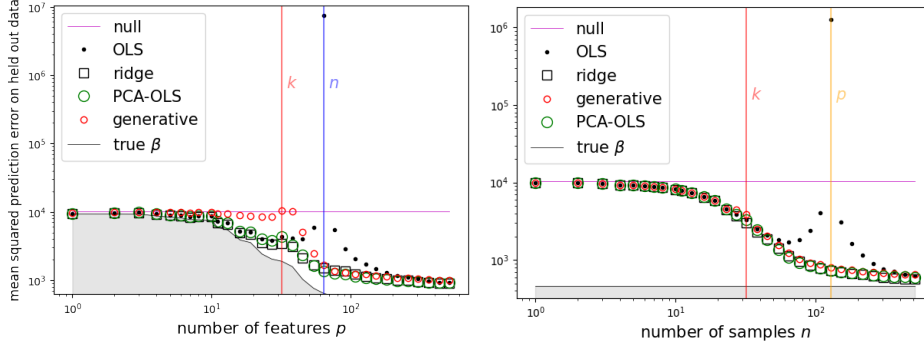 mean squared prediction error on held out data
10^7
10^6
10^5
10^4
10^3
null
OLS
ridge
PCA-OLS
generative
true β
k
n
10^0
10^1
10^2
number of features p
10^6
10^5
10^4
10^3
null
OLS
ridge
generative
PCA-OLS
true β
k
p
10^0
10^1
10^2
number of samples n